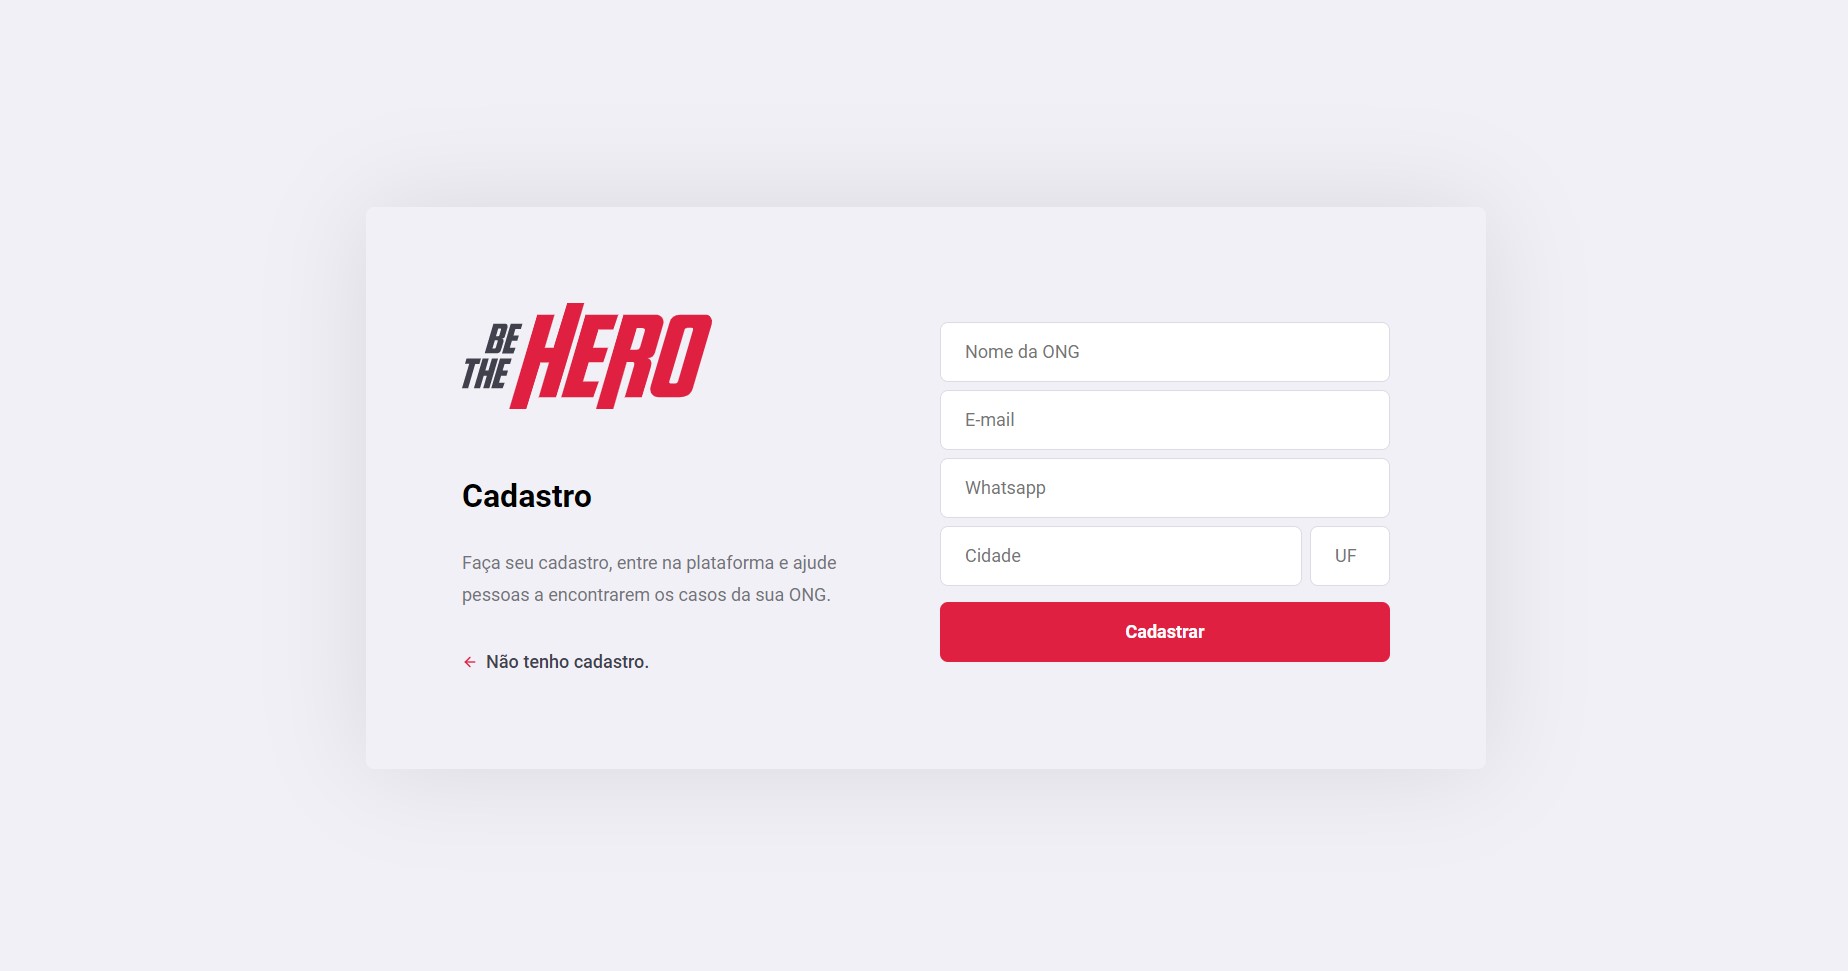 BE
THE
HERO
Cadastro
Faça seu cadastro, entre na plataforma e ajude
pessoas a encontrarem os casos da sua ONG.
Não tenho cadastro.
Nome da ONG
E-mail
Whatsapp
Cidade
UF
Cadastrar